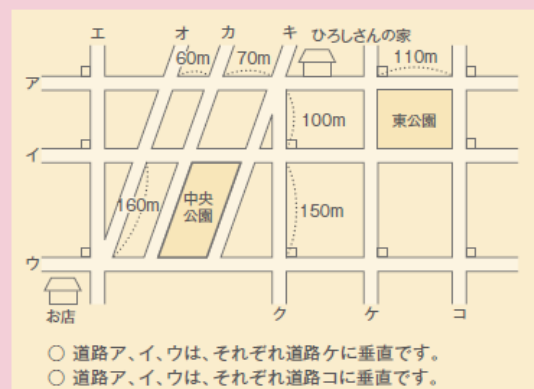 エ オ カ キ ひろしさんの家
60m 70m 110m
ア
100m 東公園
イ
160m 中央 150m
公園
ウ
お店 ク ケ コ
○ 道路ア、イ、ウは、それぞれ道路ケに垂直です。
○ 道路ア、イ、ウは、それぞれ道路コに垂直です。